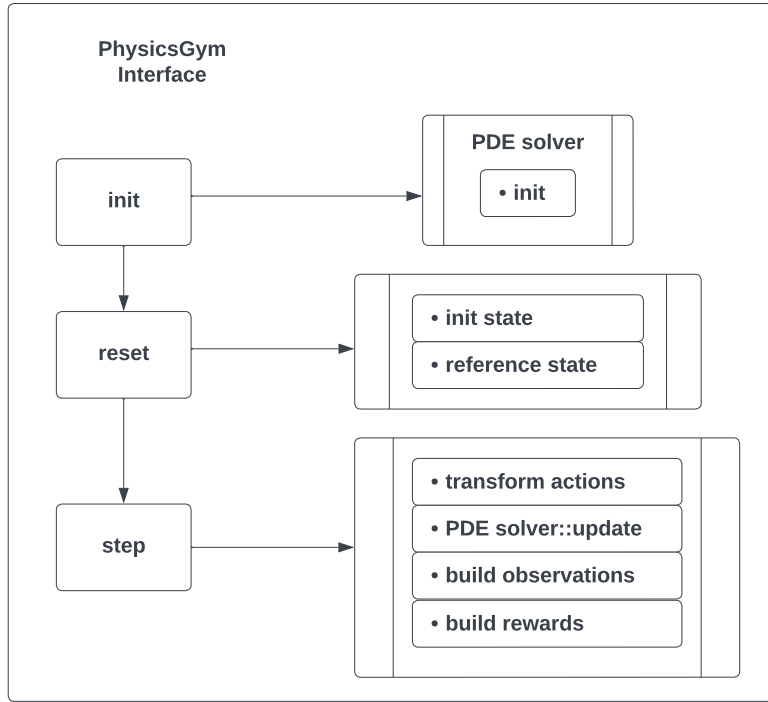 PhysicsGym
Interface
init
PDE solver
• init
reset
• init state
• reference state
step
• transform actions
• PDE solver::update
• build observations
• build rewards